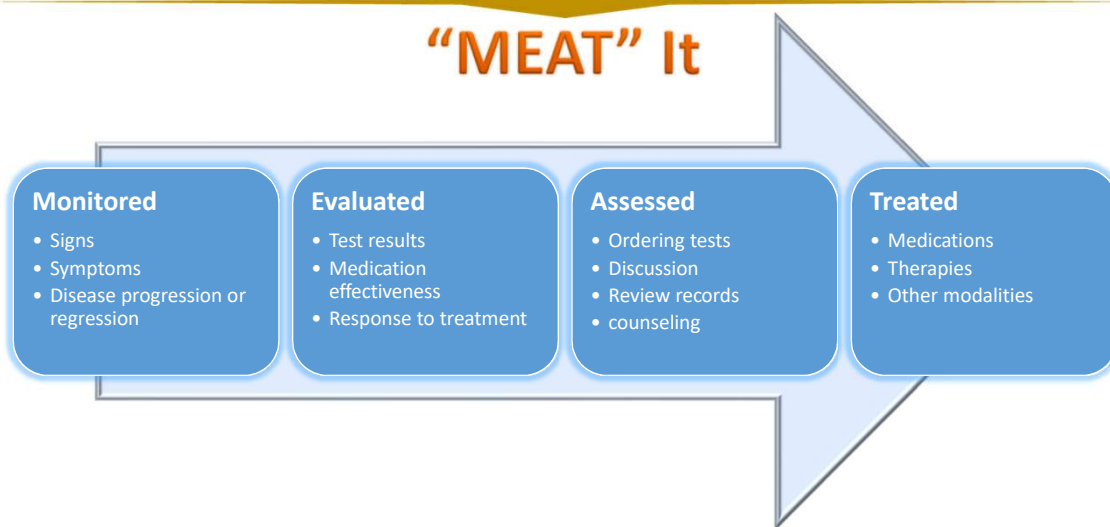 “MEAT” It
Monitored
• Signs
• Symptoms
• Disease progression or
regression
Evaluated
• Test results
• Medication
effectiveness
• Response to treatment
Assessed
• Ordering tests
• Discussion
• Review records
• counseling
Treated
• Medications
• Therapies
• Other modalities